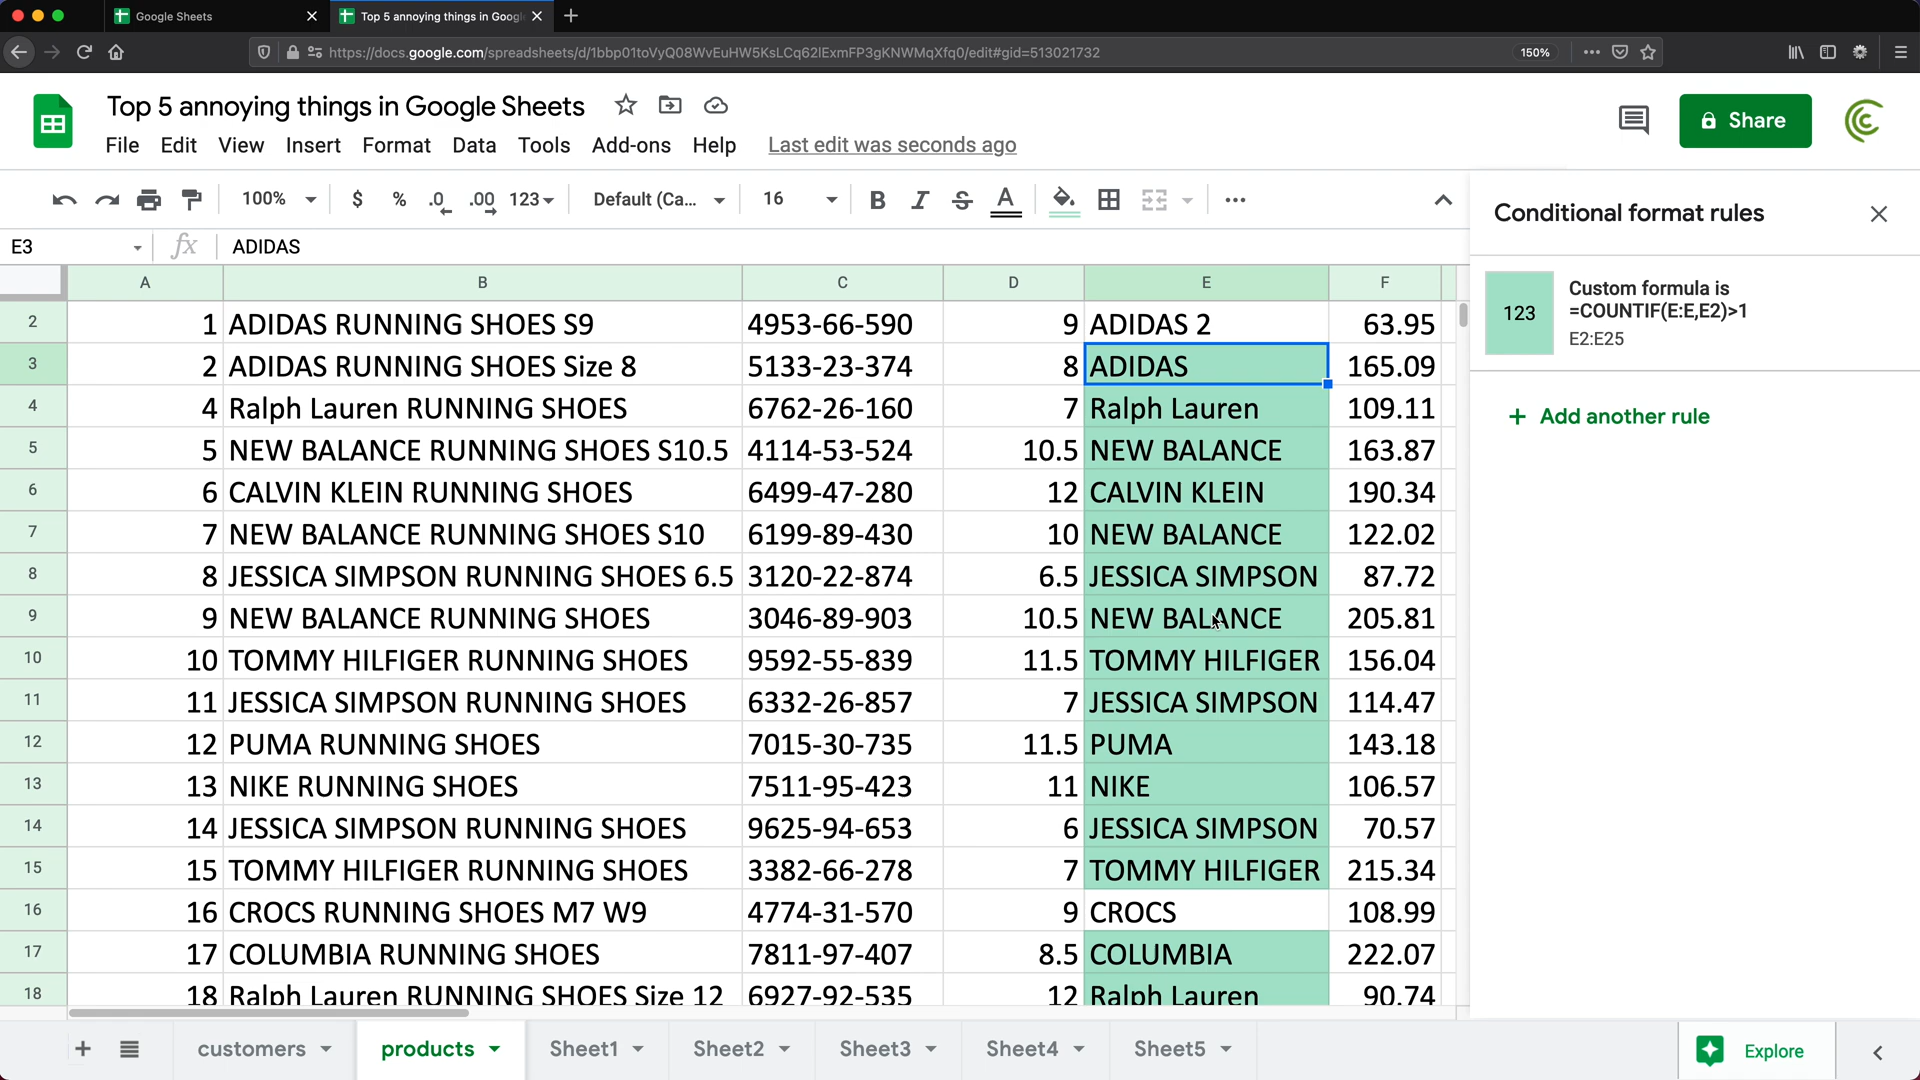 Google Sheets
Top 5 annoying things in Googl
https://docs.google.com/spreadsheets/d/1bbp01toVyQ08WvEuHW5KsLCq62lExmFP3gKNWMqXfq0/edit#gid=513021732
150%
Top 5 annoying things in Google Sheets
Share
File Edit View Insert Format Data Tools Add-ons Help Last edit was seconds ago
100% $ % .0 .00 123 Default (Ca... 16 B I S A
Conditional format rules
E3 fx ADIDAS
A B C D E F
2 1 ADIDAS RUNNING SHOES S9 4953-66-590 9 ADIDAS 2 63.95
3 2 ADIDAS RUNNING SHOES Size 8 5133-23-374 8 ADIDAS 165.09
4 4 Ralph Lauren RUNNING SHOES 6762-26-160 7 Ralph Lauren 109.11
5 5 NEW BALANCE RUNNING SHOES S10.5 4114-53-524 10.5 NEW BALANCE 163.87
6 6 CALVIN KLEIN RUNNING SHOES 6499-47-280 12 CALVIN KLEIN 190.34
7 7 NEW BALANCE RUNNING SHOES S10 6199-89-430 10 NEW BALANCE 122.02
8 8 JESSICA SIMPSON RUNNING SHOES 6.5 3120-22-874 6.5 JESSICA SIMPSON 87.72
9 9 NEW BALANCE RUNNING SHOES 3046-89-903 10.5 NEW BALANCE 205.81
10 10 TOMMY HILFIGER RUNNING SHOES 9592-55-839 11.5 TOMMY HILFIGER 156.04
11 11 JESSICA SIMPSON RUNNING SHOES 6332-26-857 7 JESSICA SIMPSON 114.47
12 12 PUMA RUNNING SHOES 7015-30-735 11.5 PUMA 143.18
13 13 NIKE RUNNING SHOES 7511-95-423 11 NIKE 106.57
14 14 JESSICA SIMPSON RUNNING SHOES 9625-94-653 6 JESSICA SIMPSON 70.57
15 15 TOMMY HILFIGER RUNNING SHOES 3382-66-278 7 TOMMY HILFIGER 215.34
16 16 CROCS RUNNING SHOES M7 W9 4774-31-570 9 CROCS 108.99
17 17 COLUMBIA RUNNING SHOES 7811-97-407 8.5 COLUMBIA 222.07
18 18 Ralph Lauren RUNNING SHOES Size 12 6927-92-535 12 Ralph Lauren 90.74
123
Custom formula is
=COUNTIF(E:E,E2)>1
E2:E25
+ Add another rule
customers products Sheet1 Sheet2 Sheet3 Sheet4 Sheet5 Explore